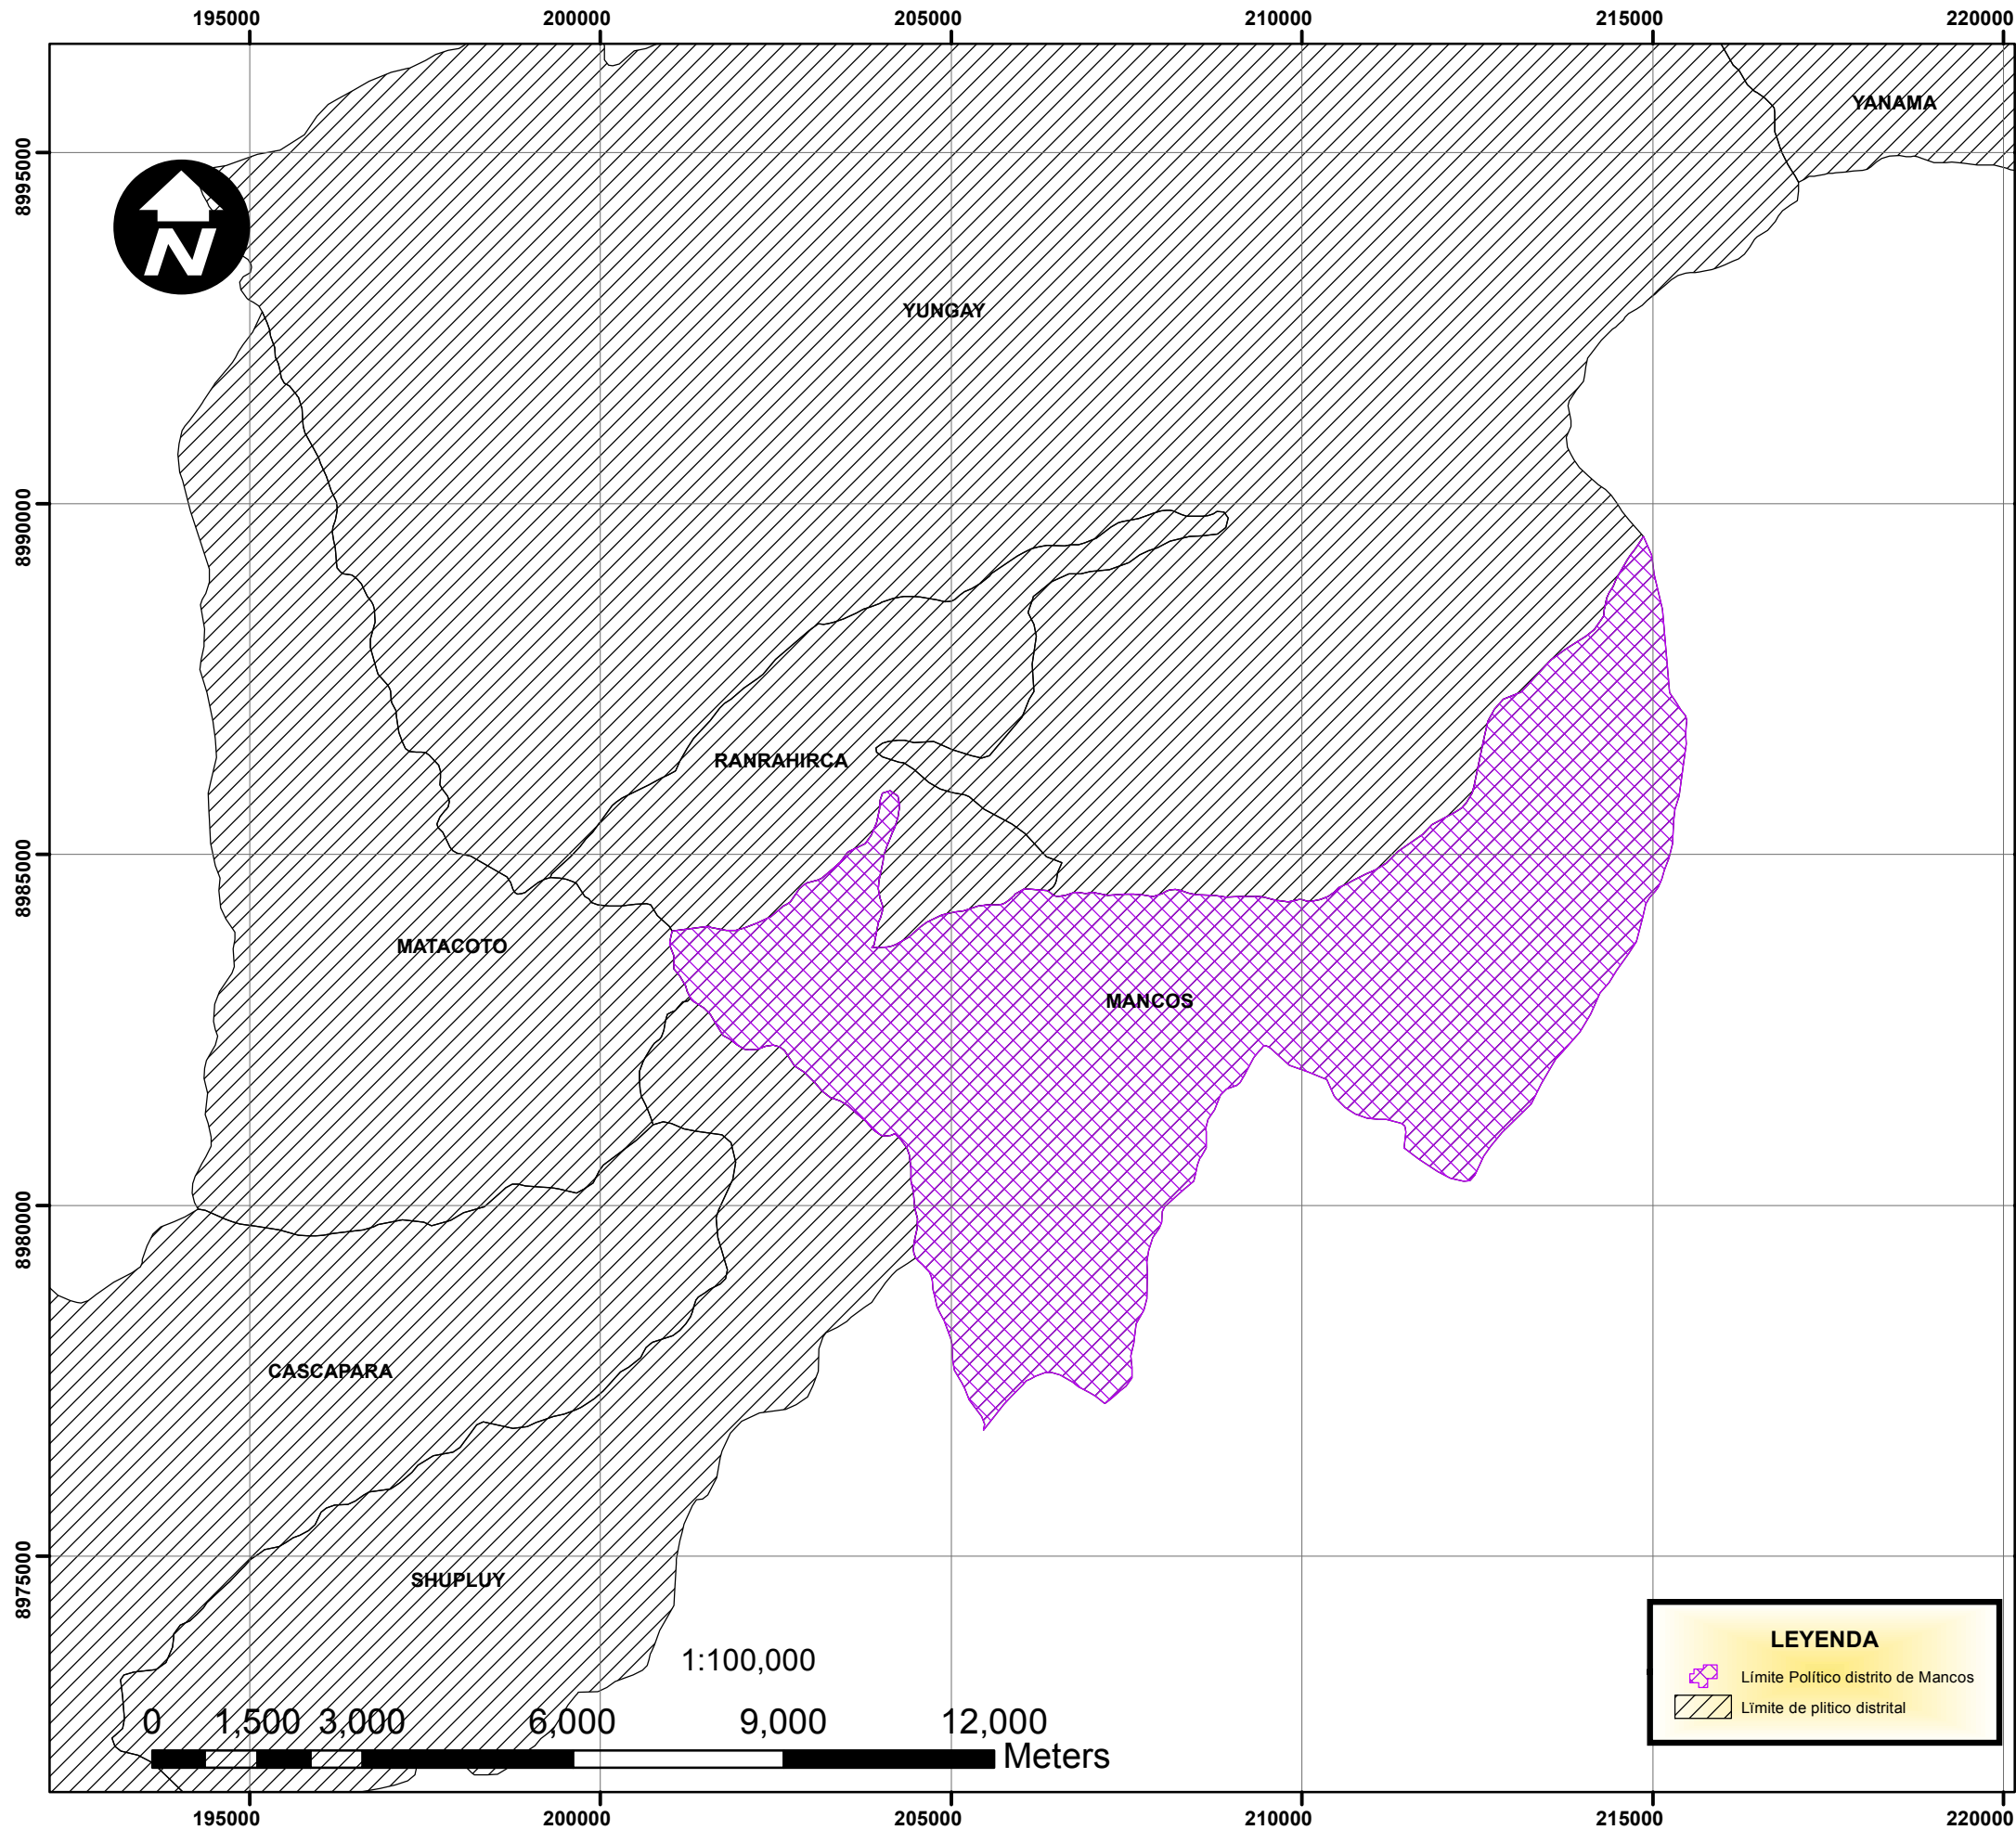 195000 200000 205000 210000 215000 220000
YANAMA
8995000
N
YUNGAY
8990000
RANRAHIRCA
8985000
MATACOTO
MANCOS
8980000
CASCAPARA
8975000
SHUPLUY
1:100,000
0 1,500 3,000 6,000 9,000 12,000
Meters
LEYENDA
Límite Político distrito de Mancos
Lïmite de plitico distrital
195000 200000 205000 210000 215000 220000